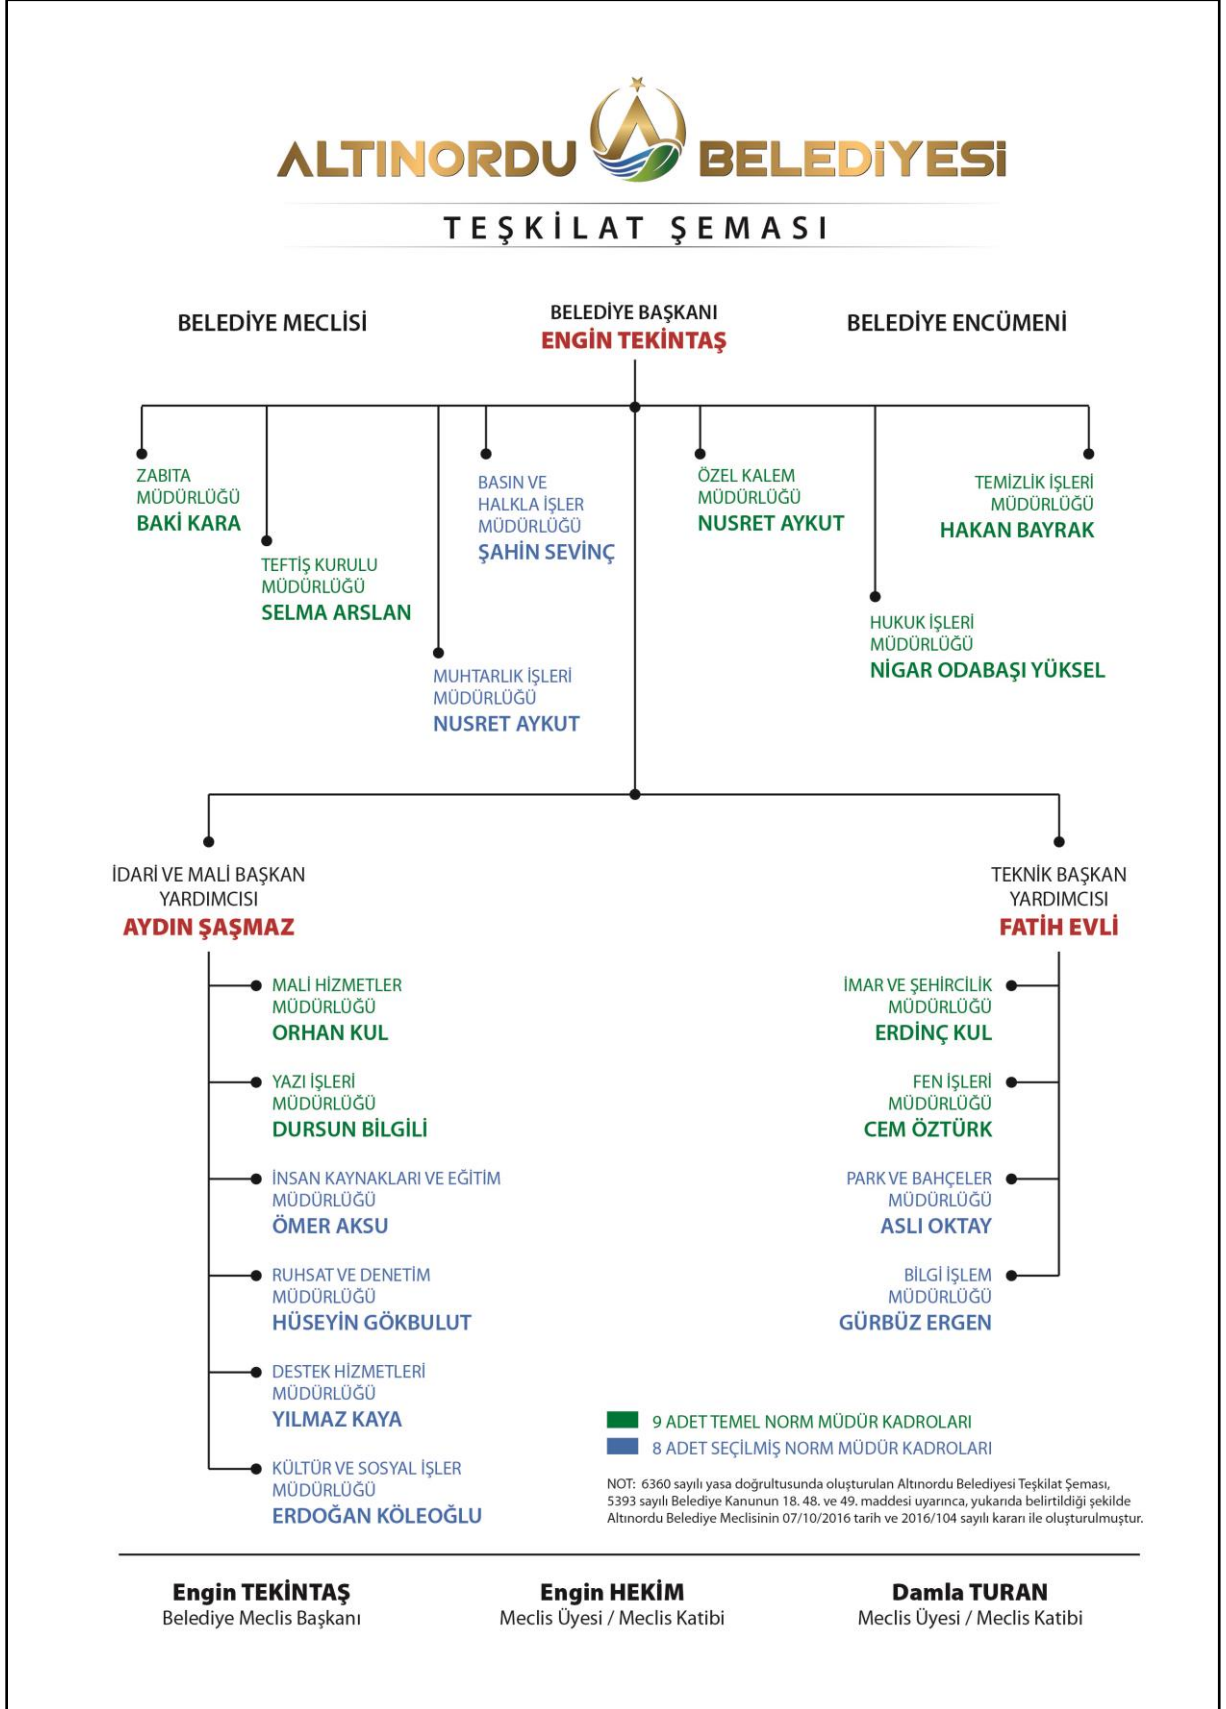 ALTINORDU BELEDİYESİ
TEŞKİLAT ŞEMASI
BELEDİYE MECLİSİ
BELEDİYE BAŞKANI
ENGİN TEKİNTAŞ
BELEDİYE ENCÜMENİ
ZABITA
MÜDÜRLÜĞÜ
BAKİ KARA
TEFTİŞ KURULU
MÜDÜRLÜĞÜ
SELMA ARSLAN
MUHTARLIK İŞLERİ
MÜDÜRLÜĞÜ
NUSRET AYKUT
BASIN VE
HALKLA İŞLER
MÜDÜRLÜĞÜ
ŞAHİN SEVİNÇ
ÖZEL KALEM
MÜDÜRLÜĞÜ
NUSRET AYKUT
HUKUK İŞLERİ
MÜDÜRLÜĞÜ
NİGAR ODABAŞI YÜKSEL
TEMİZLİK İŞLERİ
MÜDÜRLÜĞÜ
HAKAN BAYRAK
İDARİ VE MALİ BAŞKAN
YARDIMCISI
AYDIN ŞAŞMAZ
MALİ HİZMETLER
MÜDÜRLÜĞÜ
ORHAN KUL
YAZI İŞLERİ
MÜDÜRLÜĞÜ
DURSUN BİLGİLİ
İNSAN KAYNAKLARI VE EĞİTİM
MÜDÜRLÜĞÜ
ÖMER AKSU
RUHSAT VE DENETİM
MÜDÜRLÜĞÜ
HÜSEYİN GÖKBULUT
DESTEK HİZMETLERİ
MÜDÜRLÜĞÜ
YILMAZ KAYA
KÜLTÜR VE SOSYAL İŞLER
MÜDÜRLÜĞÜ
ERDOĞAN KÖLEOĞLU
TEKNİK BAŞKAN
YARDIMCISI
FATİH EVLİ
İMAR VE ŞEHİRCİLİK
MÜDÜRLÜĞÜ
ERDİNÇ KUL
FEN İŞLERİ
MÜDÜRLÜĞÜ
CEM ÖZTÜRK
PARK VE BAHÇELER
MÜDÜRLÜĞÜ
ASLI OKTAY
BİLGİ İŞLEM
MÜDÜRLÜĞÜ
GÜRBÜZ ERGEN
9 ADET TEMEL NORM MÜDÜR KADROLARI
8 ADET SEÇİLMİŞ NORM MÜDÜR KADROLARI
NOT: 6360 sayılı yasa doğrultusunda oluşturulan Altınordu Belediyesi Teşkilat Şeması,
5393 sayılı Belediye Kanunun 18. 48. ve 49. maddesi uyarınca, yukarıda belirtildiği şekilde
Altınordu Belediye Meclisinin 07/10/2016 tarih ve 2016/104 sayılı kararı ile oluşturulmuştur.
Engin TEKİNTAŞ
Belediye Meclis Başkanı
Engin HEKİM
Meclis Üyesi / Meclis Katibi
Damla TURAN
Meclis Üyesi / Meclis Katibi